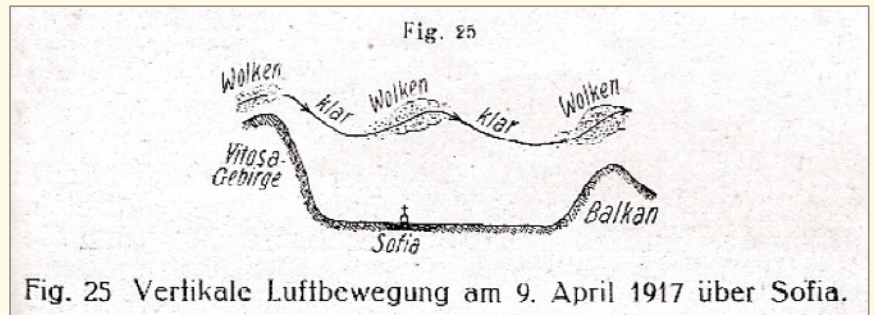 Fig. 25
Wolken
klar
Wolken
klar
Wolken
Vitosa-
Gebirge
Sofia
Balkan
Fig. 25 Vertikale Luftbewegung am 9. April 1917 über Sofia.